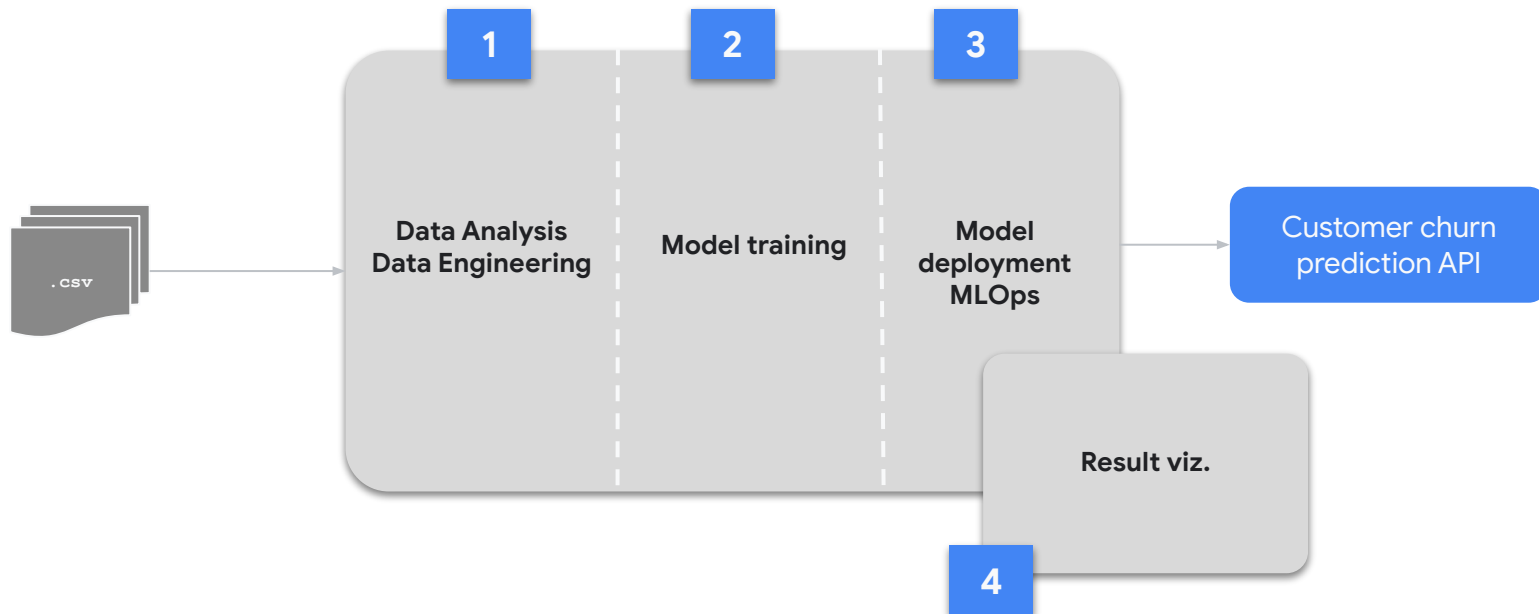 1
2
3
.csv
Data Analysis
Data Engineering
Model training
Model
deployment
MLOps
Customer churn
prediction API
Result viz.
4